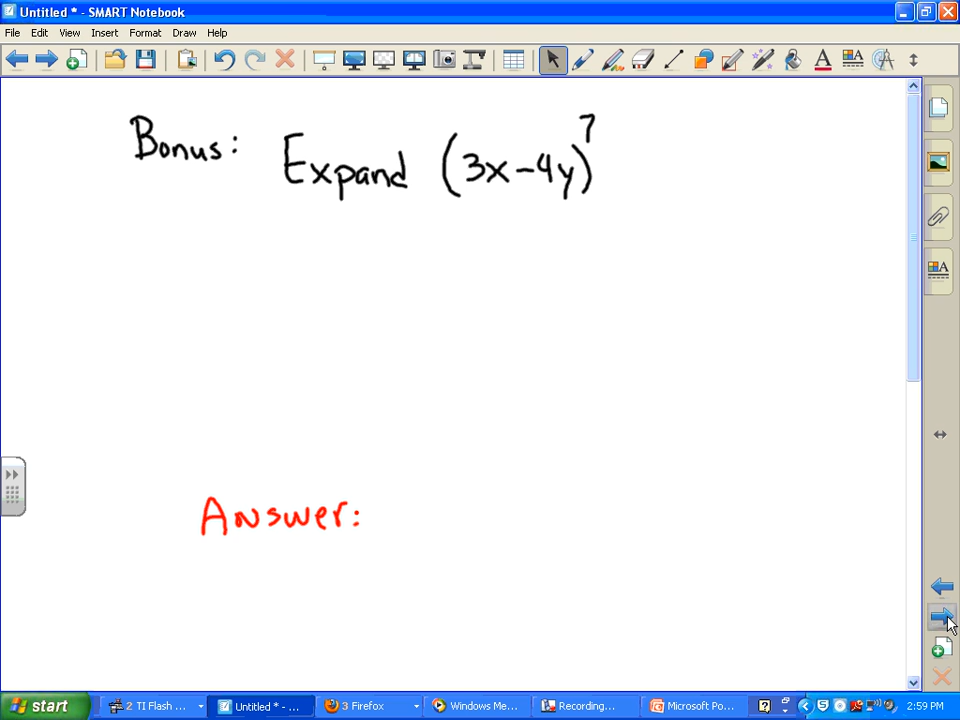 Untitled * - SMART Notebook
File Edit View Insert Format Draw Help
Bonus: Expand (3x-4y)⁷
Answer:
start 2 TI Flash ... Untitled * - ... 3 Firefox Windows Me... Recording... Microsoft Po... 2:59 PM